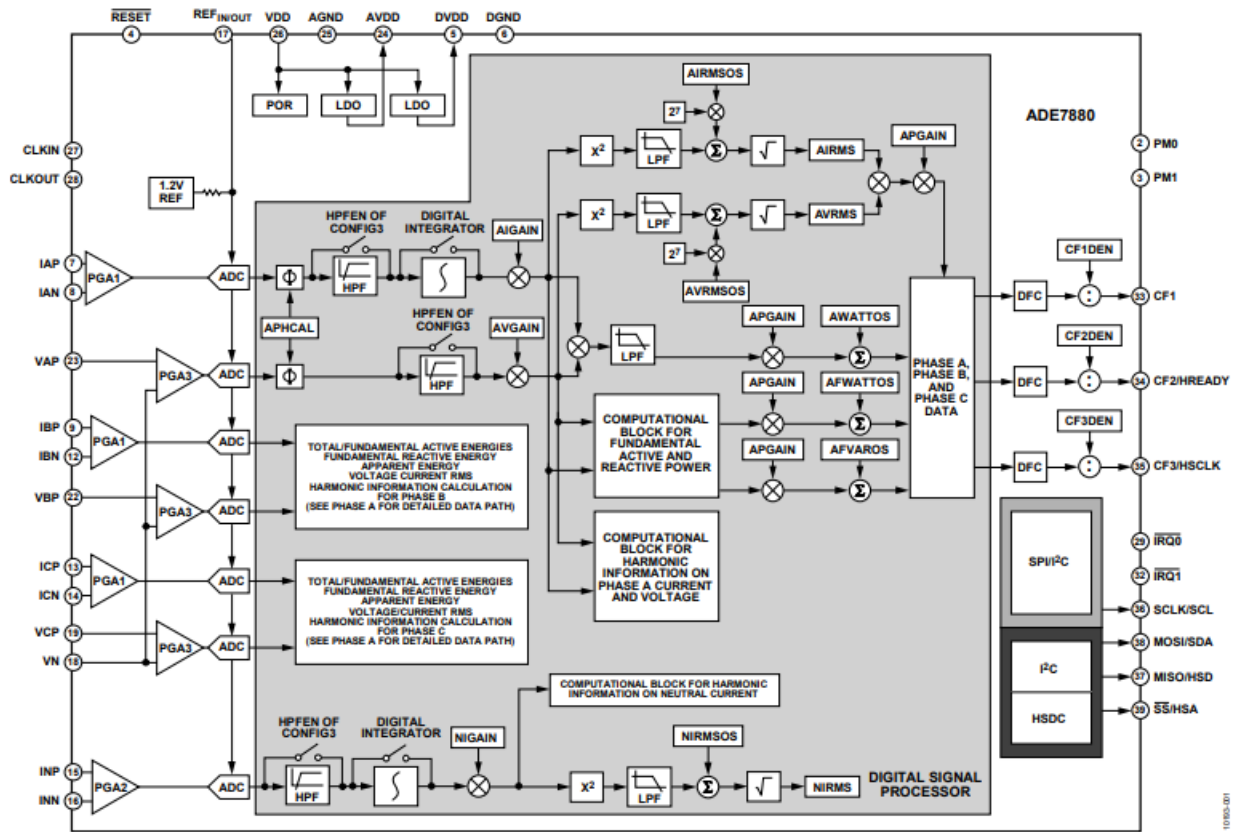 RESET
4
REFIN/OUT
17
VDD
26
AGND
25
AVDD
24
DVDD
5
DGND
6
POR
LDO
LDO
ADE7880
CLKIN 27
CLKOUT 28
1.2V
REF
2 PM0
3 PM1
AIRMSOS
2⁷
X²
LPF
Σ
√
AIRMS
APGAIN
X²
LPF
Σ
√
AVRMS
2⁷
AVRMSOS
HPFEN OF
CONFIG3
DIGITAL
INTEGRATOR
AIGAIN
IAP 7
IAN 8
PGA1
ADC
Φ
HPF
∫
APHCAL
HPFEN OF
CONFIG3
AVGAIN
VAP 23
PGA3
ADC
Φ
HPF
LPF
APGAIN
AWATTOS
Σ
APGAIN
AFWATTOS
Σ
APGAIN
AFVAROS
Σ
COMPUTATIONAL
BLOCK FOR
FUNDAMENTAL
ACTIVE AND
REACTIVE POWER
COMPUTATIONAL
BLOCK FOR
HARMONIC
INFORMATION ON
PHASE A CURRENT
AND VOLTAGE
PHASE A,
PHASE B,
AND
PHASE C
DATA
CF1DEN
DFC
:
33 CF1
CF2DEN
DFC
:
34 CF2/HREADY
CF3DEN
DFC
:
35 CF3/HSCLK
IBP 9
IBN 12
PGA1
ADC
VBP 22
PGA3
ADC
TOTAL/FUNDAMENTAL ACTIVE ENERGIES
FUNDAMENTAL REACTIVE ENERGY
APPARENT ENERGY
VOLTAGE CURRENT RMS
HARMONIC INFORMATION CALCULATION
FOR PHASE B
(SEE PHASE A FOR DETAILED DATA PATH)
ICP 13
ICN 14
PGA1
ADC
VCP 19
VN 18
PGA3
ADC
TOTAL/FUNDAMENTAL ACTIVE ENERGIES
FUNDAMENTAL REACTIVE ENERGY
APPARENT ENERGY
VOLTAGE/CURRENT RMS
HARMONIC INFORMATION CALCULATION
FOR PHASE C
(SEE PHASE A FOR DETAILED DATA PATH)
SPI/I²C
I²C
HSDC
29 IRQ0
32 IRQ1
36 SCLK/SCL
38 MOSI/SDA
37 MISO/HSD
39 SS/HSA
COMPUTATIONAL BLOCK FOR HARMONIC
INFORMATION ON NEUTRAL CURRENT
HPFEN OF
CONFIG3
DIGITAL
INTEGRATOR
NIGAIN
NIRMSOS
INP 15
INN 16
PGA2
ADC
HPF
∫
X²
LPF
Σ
√
NIRMS
DIGITAL SIGNAL
PROCESSOR
10193-001